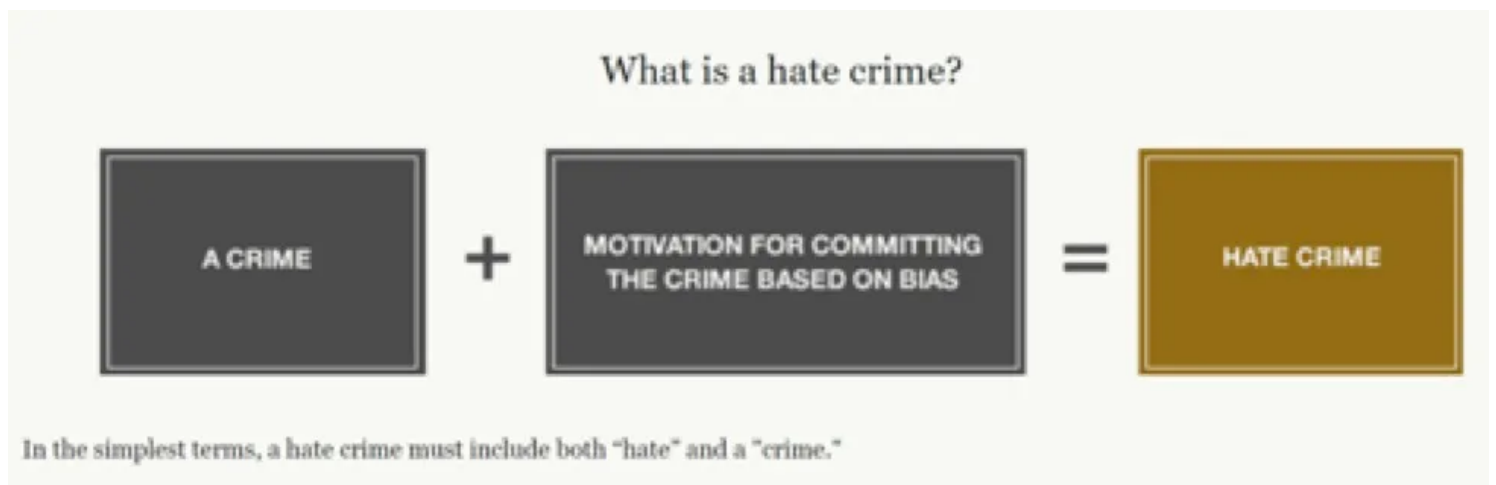 What is a hate crime?
A CRIME
+
MOTIVATION FOR COMMITTING
THE CRIME BASED ON BIAS
=
HATE CRIME
In the simplest terms, a hate crime must include both “hate” and a "crime."